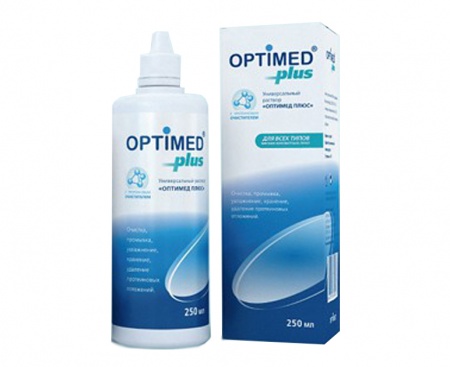 OPTIMED®
plus
Универсальный раствор
«ОПТИМЕД ПЛЮС»
Очистка,
промывка,
увлажнение,
хранение,
удаление
протеиновых
отложений.
250 мл
OPTIMED®
plus
Универсальный
раствор
«ОПТИМЕД ПЛЮС»
ОЧИСТИТЕЛЕМ
ДЛЯ ВСЕХ ТИПОВ
Очистка, промывка,
увлажнение, хранение,
удаление протеиновых
отложений.
250 мл